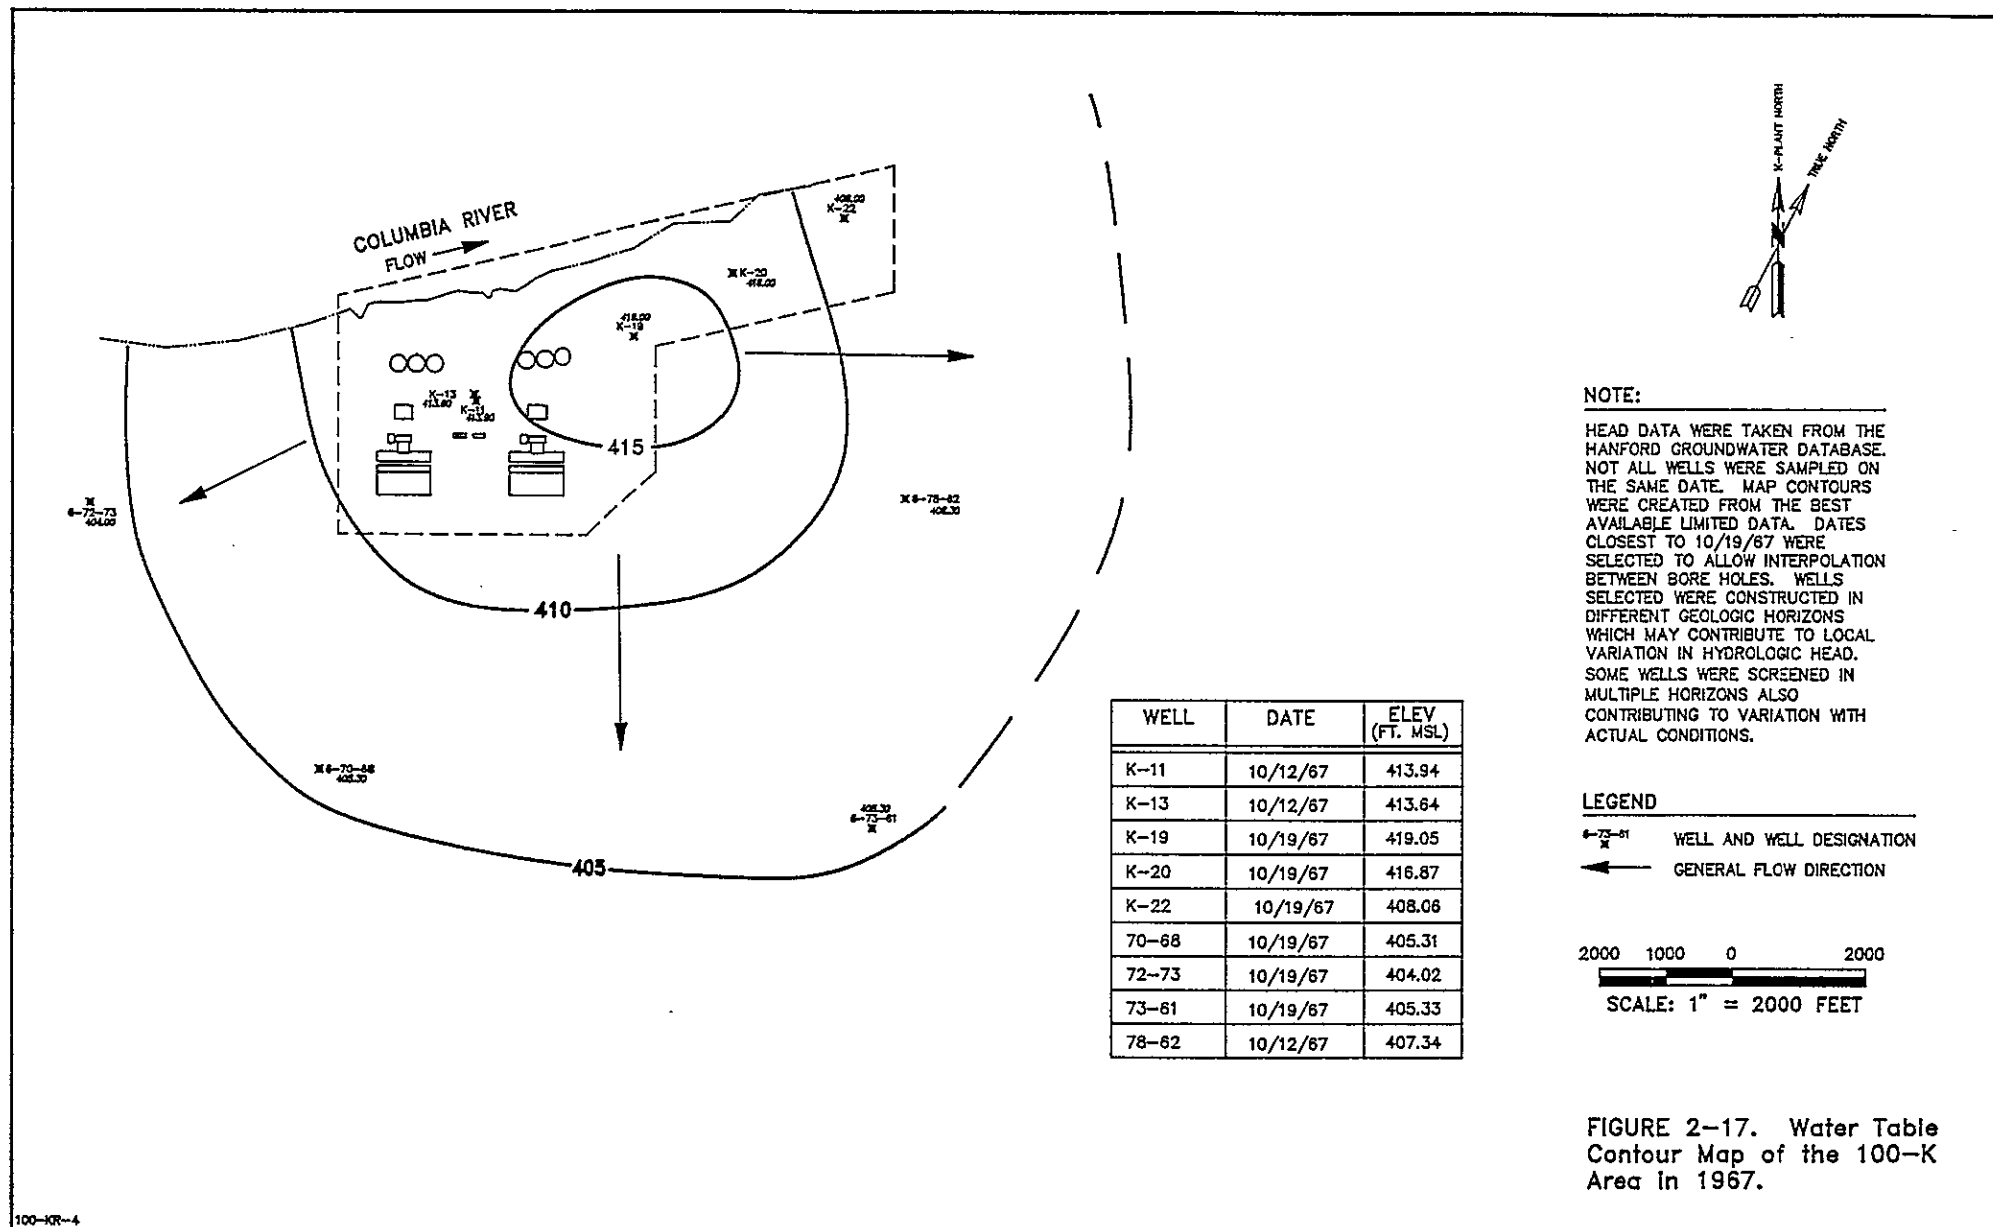 K-PLANT NORTH
TRUE NORTH
COLUMBIA RIVER
FLOW
408.00
K-22
K-20
K-19
K-13
K-11
415
6-72-73
404.00
410
6-70-68
6-73-61
405
NOTE:
HEAD DATA WERE TAKEN FROM THE
HANFORD GROUNDWATER DATABASE.
NOT ALL WELLS WERE SAMPLED ON
THE SAME DATE. MAP CONTOURS
WERE CREATED FROM THE BEST
AVAILABLE LIMITED DATA. DATES
CLOSEST TO 10/19/67 WERE
SELECTED TO ALLOW INTERPOLATION
BETWEEN BORE HOLES. WELLS
SELECTED WERE CONSTRUCTED IN
DIFFERENT GEOLOGIC HORIZONS
WHICH MAY CONTRIBUTE TO LOCAL
VARIATION IN HYDROLOGIC HEAD.
SOME WELLS WERE SCREENED IN
MULTIPLE HORIZONS ALSO
CONTRIBUTING TO VARIATION WITH
ACTUAL CONDITIONS.
WELL DATE ELEV
(FT. MSL)
K-11 10/12/67 413.94
K-13 10/12/67 413.64
K-19 10/19/67 419.05
K-20 10/19/67 416.87
K-22 10/19/67 408.06
70-68 10/19/67 405.31
72-73 10/19/67 404.02
73-61 10/19/67 405.33
78-62 10/12/67 407.34
LEGEND
6-73-61 WELL AND WELL DESIGNATION
GENERAL FLOW DIRECTION
2000 1000 0 2000
SCALE: 1" = 2000 FEET
FIGURE 2-17. Water Table
Contour Map of the 100-K
Area in 1967.
100-KR-4